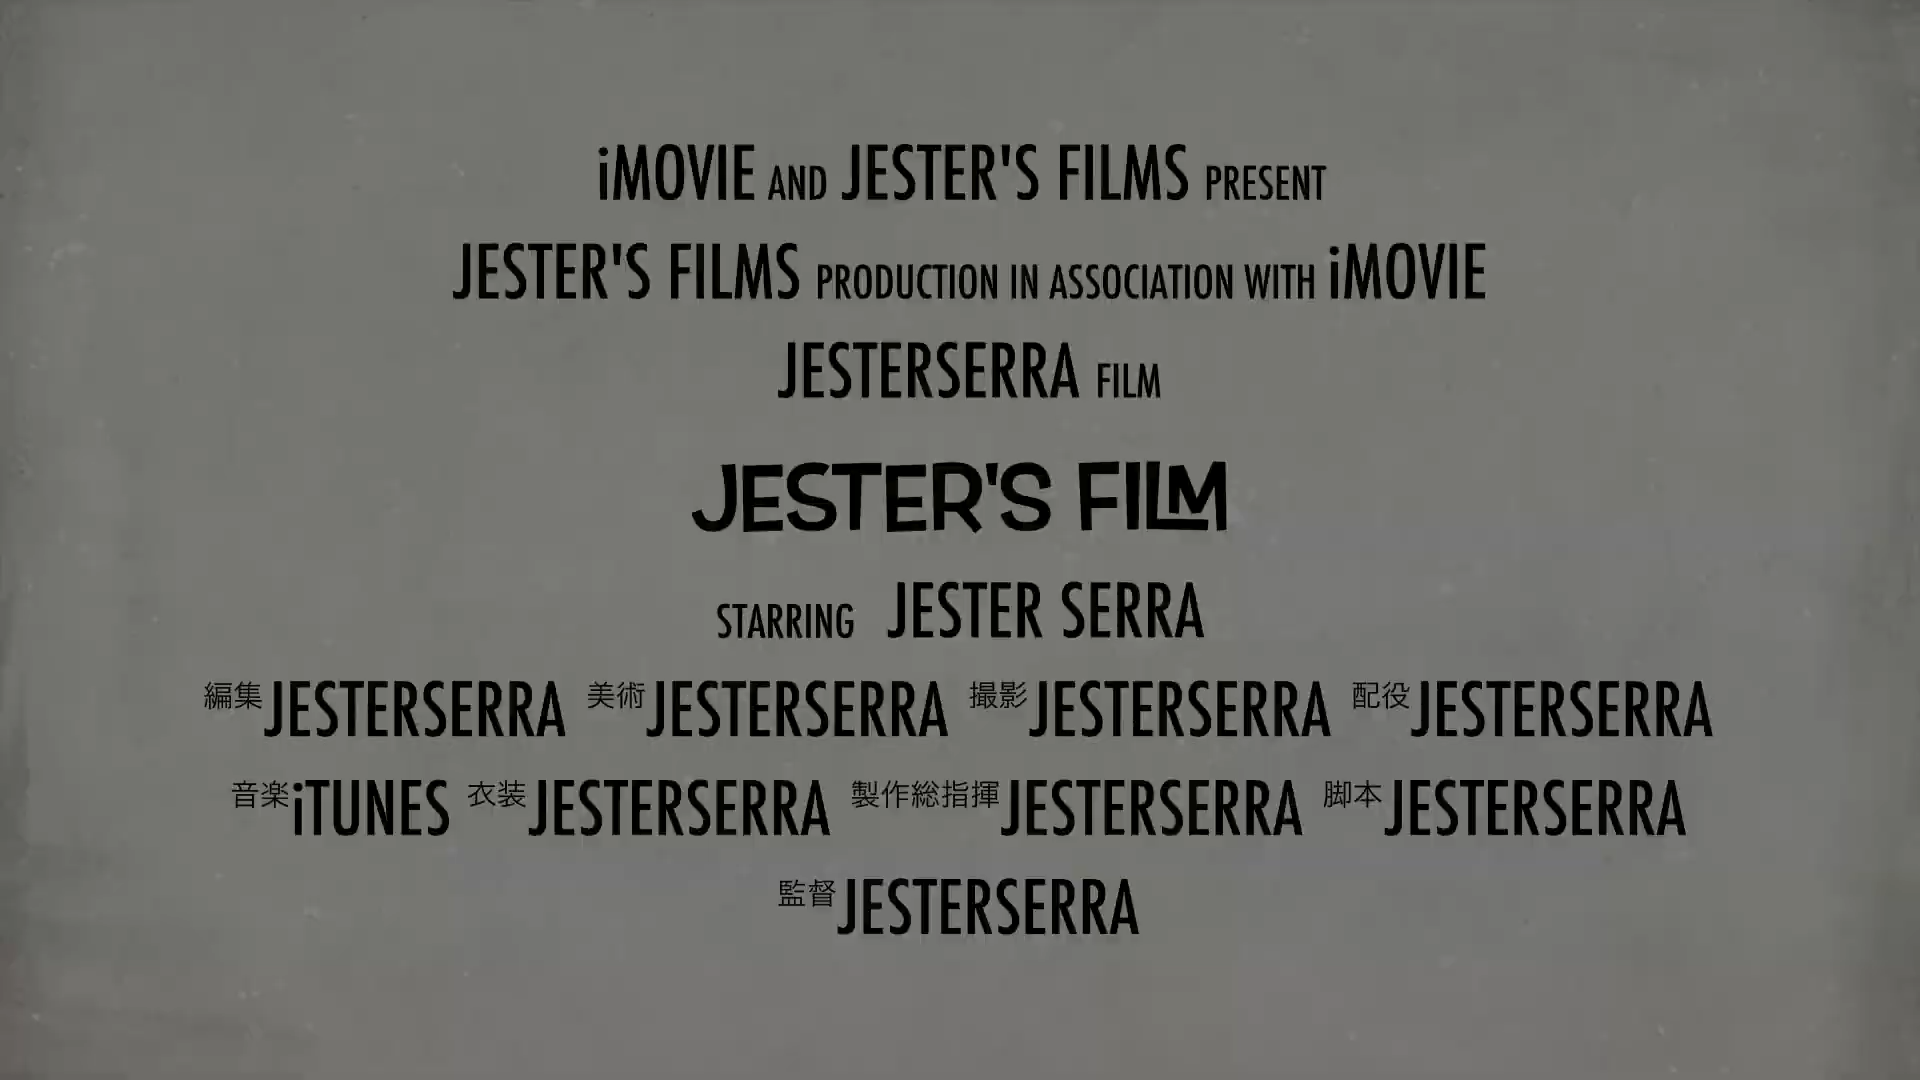 iMOVIE AND JESTER'S FILMS PRESENT
JESTER'S FILMS PRODUCTION IN ASSOCIATION WITH iMOVIE
JESTERSERRA FILM
JESTER'S FILM
STARRING JESTER SERRA
編集JESTERSERRA 美術JESTERSERRA 撮影JESTERSERRA 配役JESTERSERRA
音楽iTUNES 衣装JESTERSERRA 製作総指揮JESTERSERRA 脚本JESTERSERRA
監督JESTERSERRA